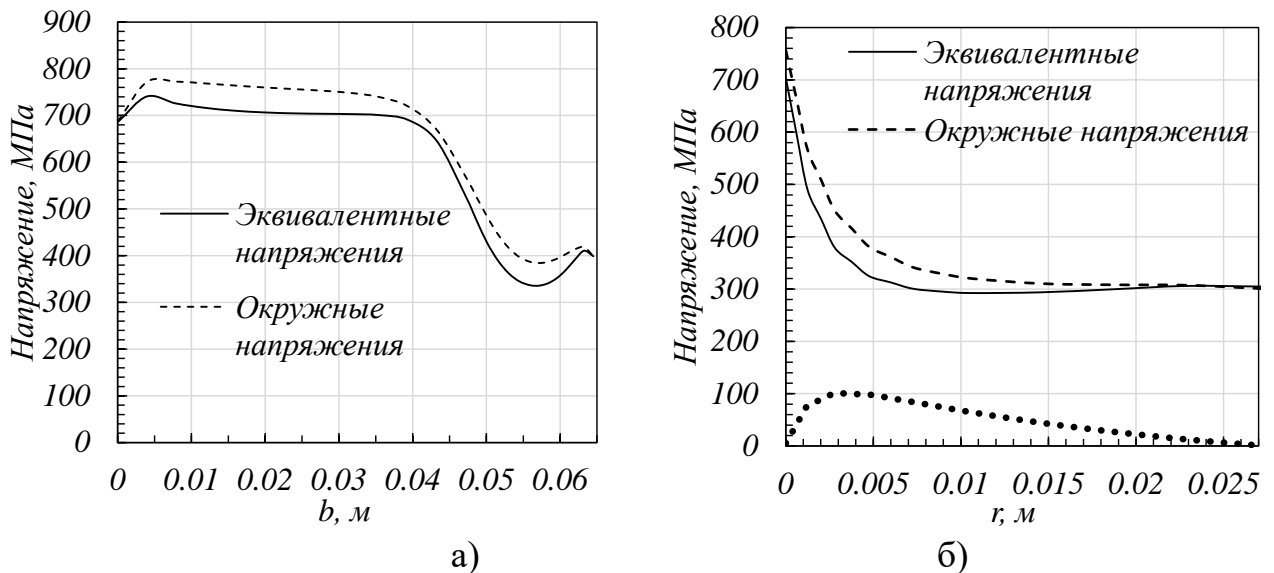 900
800
700
600
500
400
300
200
100
0
Напряжение, МПа
Эквивалентные
напряжения
Окружные
напряжения
0 0.01 0.02 0.03 0.04 0.05 0.06
b, м
а)
800
700
600
500
400
300
200
100
0
Напряжение, МПа
Эквивалентные
напряжения
Окружные напряжения
0 0.005 0.01 0.015 0.02 0.025
r, м
б)